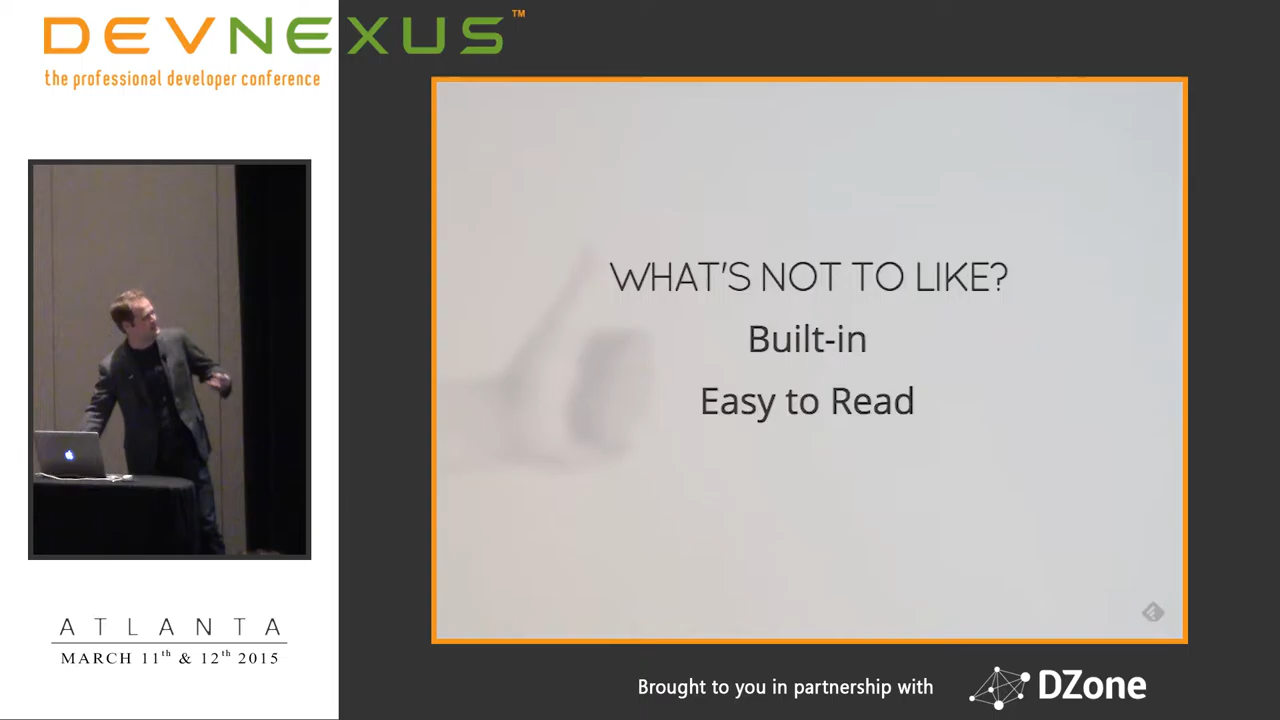 DEVNEXUS™
the professional developer conference
WHAT'S NOT TO LIKE?
Built-in
Easy to Read
ATLANTA
MARCH 11th & 12th 2015
Brought to you in partnership with
DZone